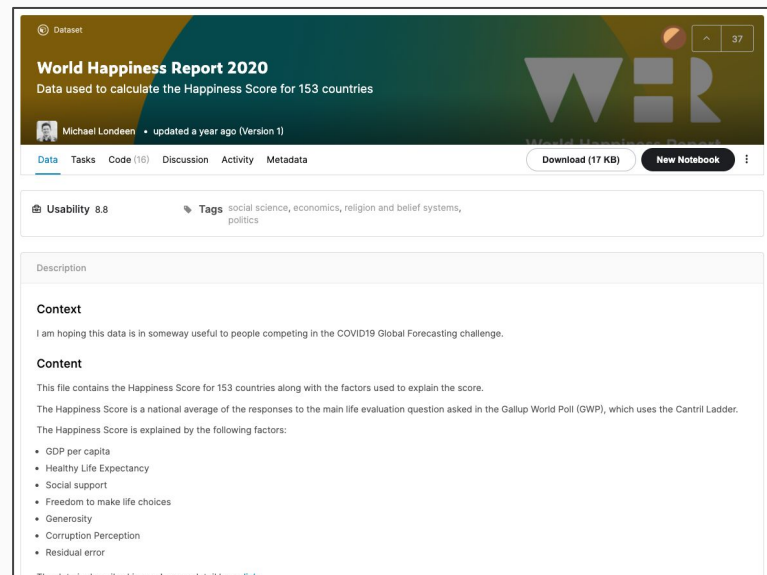 Dataset
37
World Happiness Report 2020
Data used to calculate the Happiness Score for 153 countries
Michael Londeen • updated a year ago (Version 1)
World Happiness Report
Data Tasks Code (16) Discussion Activity Metadata Download (17 KB) New Notebook
Usability 8.8 Tags social science, economics, religion and belief systems,
politics
Description
Context
I am hoping this data is in someway useful to people competing in the COVID19 Global Forecasting challenge.
Content
This file contains the Happiness Score for 153 countries along with the factors used to explain the score.
The Happiness Score is a national average of the responses to the main life evaluation question asked in the Gallup World Poll (GWP), which uses the Cantril Ladder.
The Happiness Score is explained by the following factors:
• GDP per capita
• Healthy Life Expectancy
• Social support
• Freedom to make life choices
• Generosity
• Corruption Perception
• Residual error